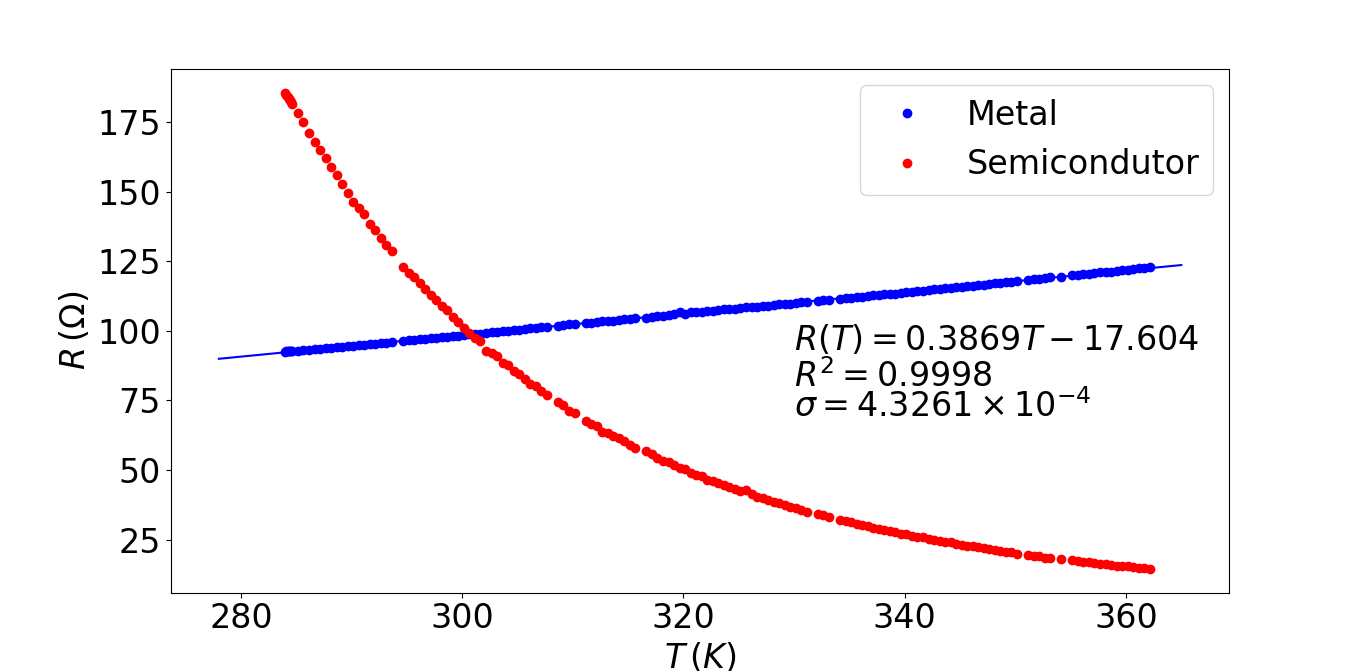 Metal
Semicondutor
175
150
125
100
75
50
25
R (Ω)
R(T) = 0.3869T − 17.604
R² = 0.9998
σ = 4.3261 × 10⁻⁴
280 300 320 340 360
T (K)